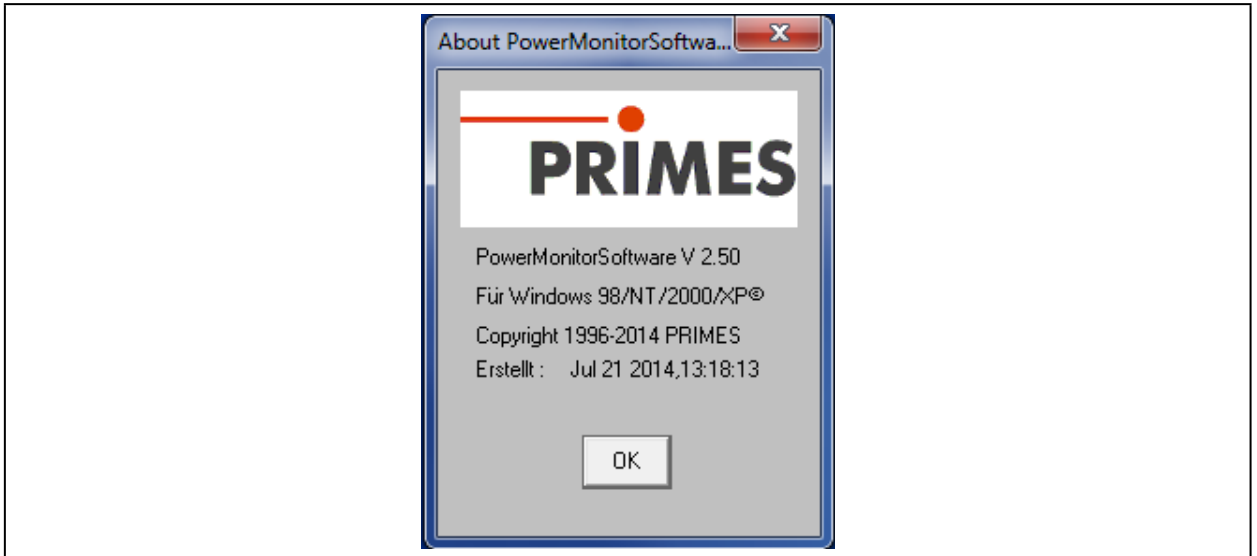 About PowerMonitorSoftwa...
PRIMES
PowerMonitorSoftware V 2.50
Für Windows 98/NT/2000/XP®
Copyright 1996-2014 PRIMES
Erstellt : Jul 21 2014,13:18:13
OK